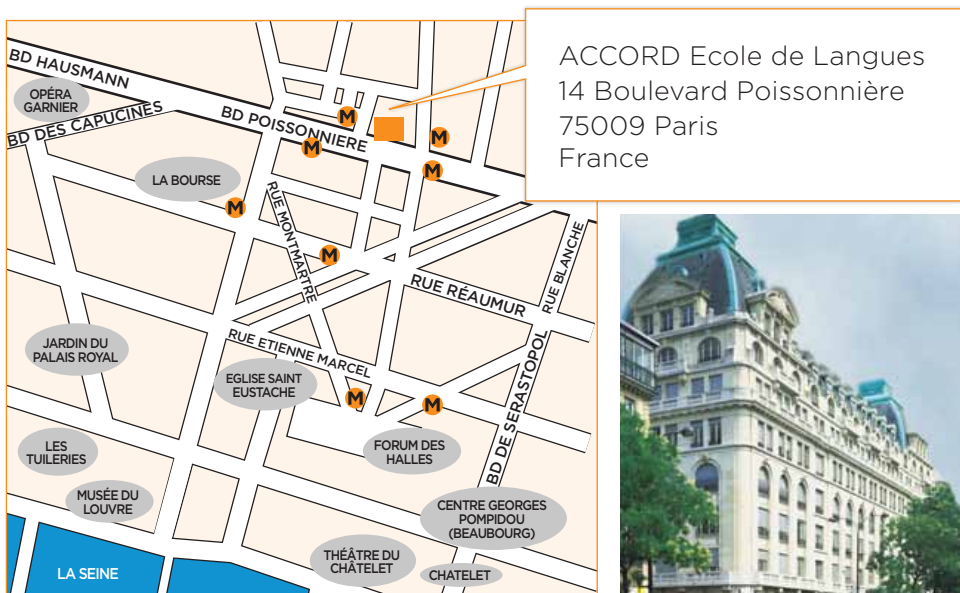 ACCORD Ecole de Langues
14 Boulevard Poissonnière
75009 Paris
France
BD HAUSMANN
OPÉRA
GARNIER
BD DES CAPUCINES
BD POISSONNIERE
M
M
M
M
LA BOURSE
M
RUE MONTMARTRE
M
RUE BLANCHE
RUE RÉAUMUR
JARDIN DU
PALAIS ROYAL
RUE ETIENNE MARCEL
EGLISE SAINT
EUSTACHE
M
M
BD DE SERASTOPOL
LES
TUILERIES
FORUM DES
HALLES
MUSÉE DU
LOUVRE
CENTRE GEORGES
POMPIDOU
(BEAUBOURG)
THÉÂTRE DU
CHÂTELET
CHATELET
LA SEINE